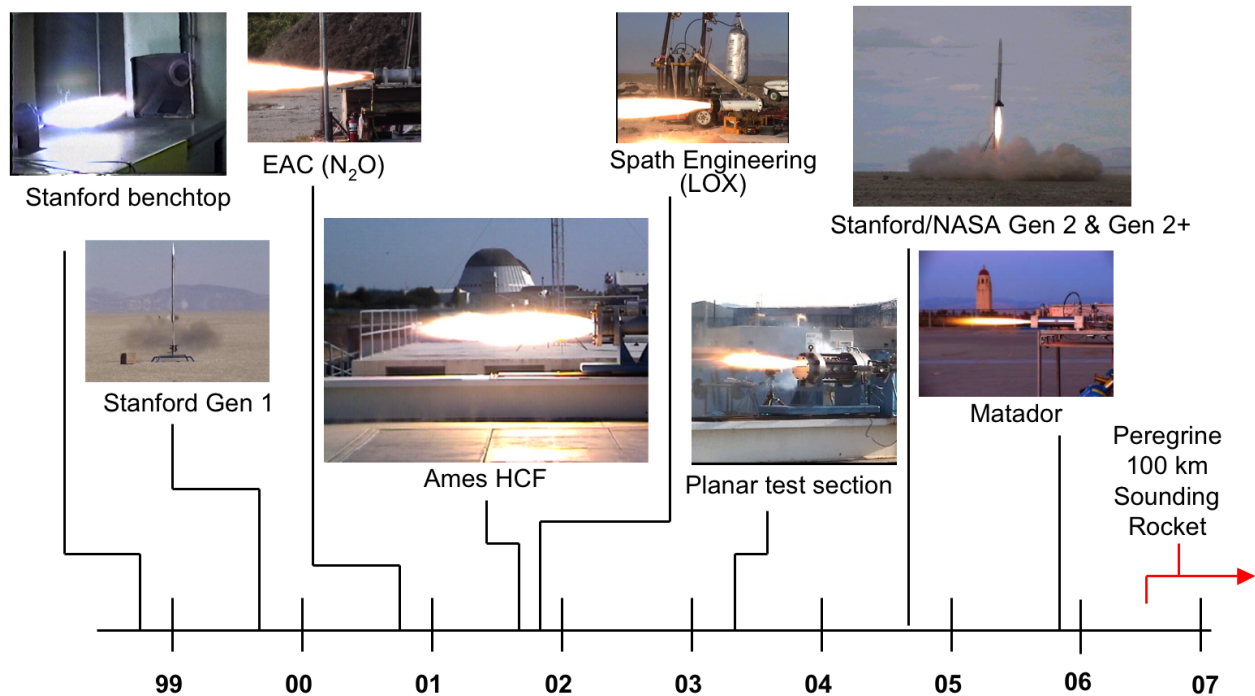 Stanford benchtop
EAC (N₂O)
Spath Engineering
(LOX)
Stanford/NASA Gen 2 & Gen 2+
Stanford Gen 1
Ames HCF
Planar test section
Matador
Peregrine
100 km
Sounding
Rocket
99 00 01 02 03 04 05 06 07